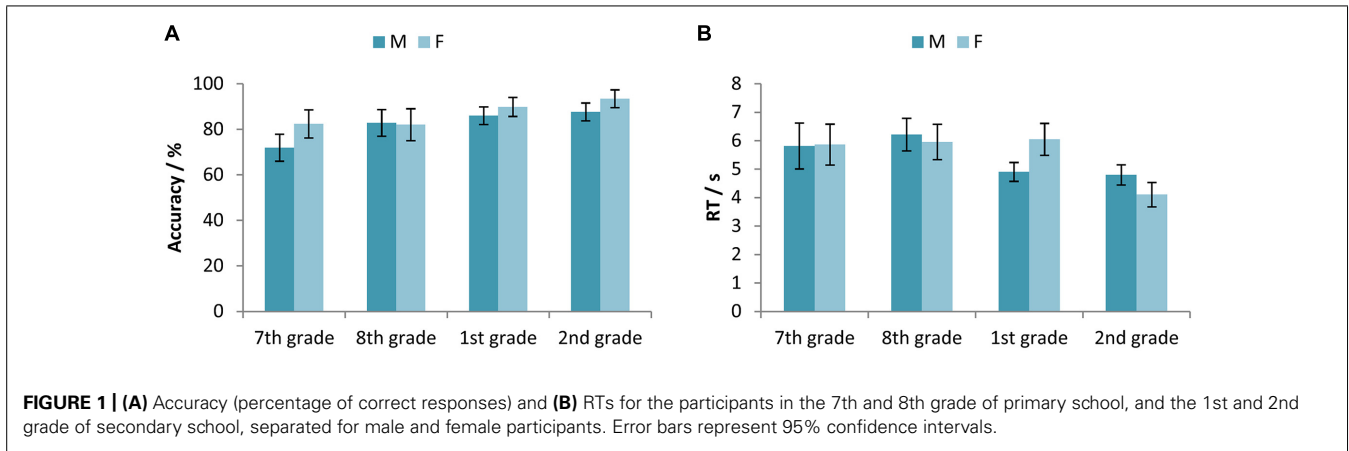 A
M F
100
80
60
40
20
0
Accuracy / %
7th grade 8th grade 1st grade 2nd grade
B
M F
8
7
6
5
4
3
2
1
0
RT / s
7th grade 8th grade 1st grade 2nd grade
FIGURE 1 | (A) Accuracy (percentage of correct responses) and (B) RTs for the participants in the 7th and 8th grade of primary school, and the 1st and 2nd
grade of secondary school, separated for male and female participants. Error bars represent 95% confidence intervals.